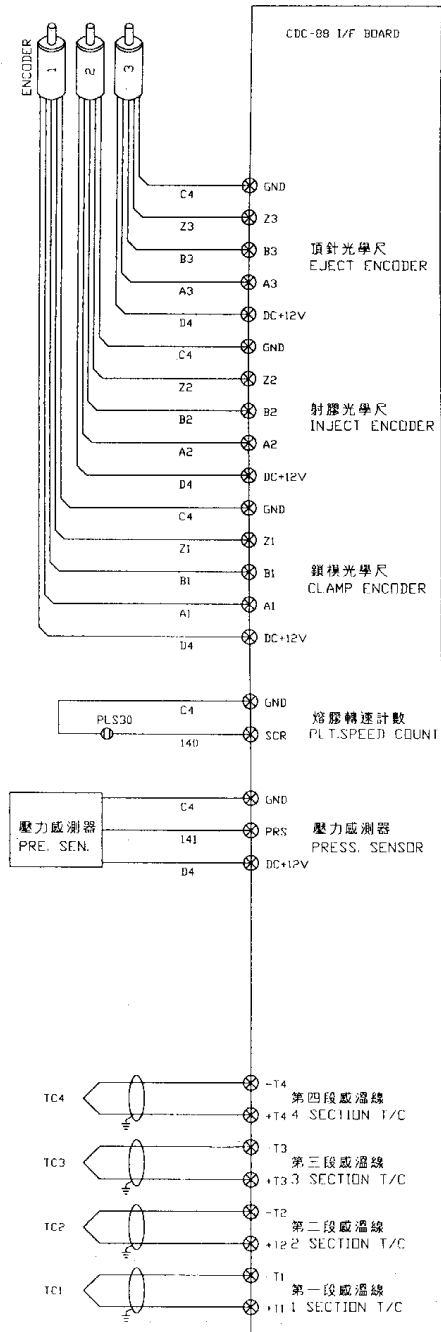 CDC-88 I/F BOARD
ENCODER
1
2
3
C4
GND
Z3
Z3
B3
B3
頂針光學尺
EJECT ENCODER
A3
A3
D4
DC+12V
C4
GND
Z2
Z2
B2
B2
射膠光學尺
INJECT ENCODER
A2
A2
D4
DC+12V
C4
GND
Z1
Z1
B1
B1
鎖模光學尺
CLAMP ENCODER
A1
A1
D4
DC+12V
C4
GND
熔膠轉速計數
PLT.SPEED COUNT
PLS30
140
SCR
C4
GND
壓力感測器
PRE. SEN.
141
PRS
壓力感測器
PRESS. SENSOR
D4
DC+12V
TC4
-T4
第四段感溫線
+T4 4 SECTION T/C
TC3
-T3
第三段感溫線
+T3 3 SECTION T/C
TC2
-T2
第二段感溫線
+T2 2 SECTION T/C
TC1
-T1
第一段感溫線
+T1 1 SECTION T/C